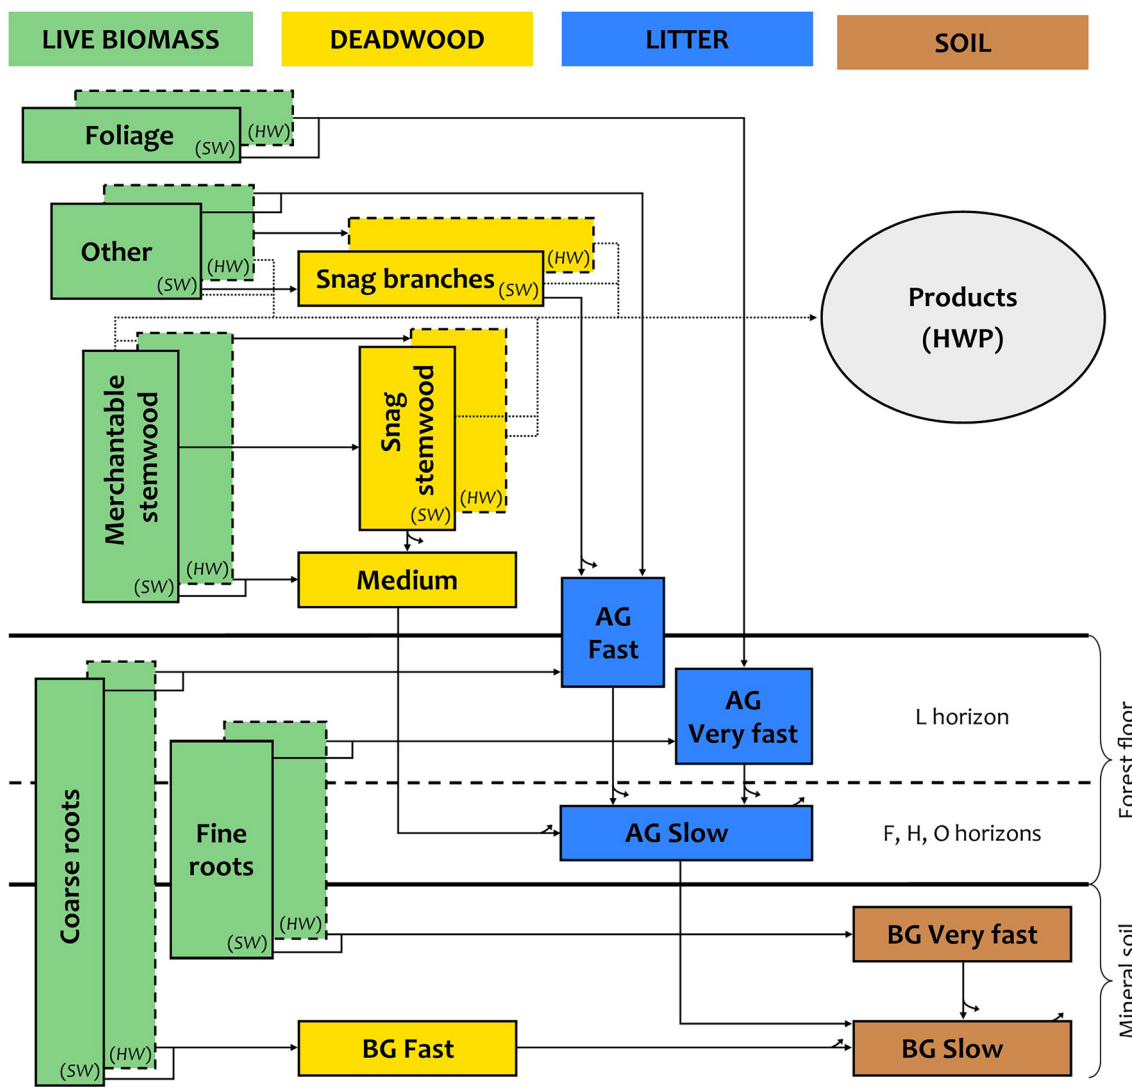 LIVE BIOMASS
DEADWOOD
LITTER
SOIL
Foliage
(SW)
(HW)
Other
(SW)
(HW)
Snag branches
(SW)
(HW)
Products
(HWP)
Merchantable
stemwood
(SW)
(HW)
Snag
stemwood
(SW)
(HW)
Medium
AG
Fast
AG
Very fast
L horizon
Forest floor
Coarse roots
(SW)
(HW)
Fine
roots
(SW)
(HW)
AG Slow
F, H, O horizons
BG Very fast
Mineral soil
BG Fast
BG Slow